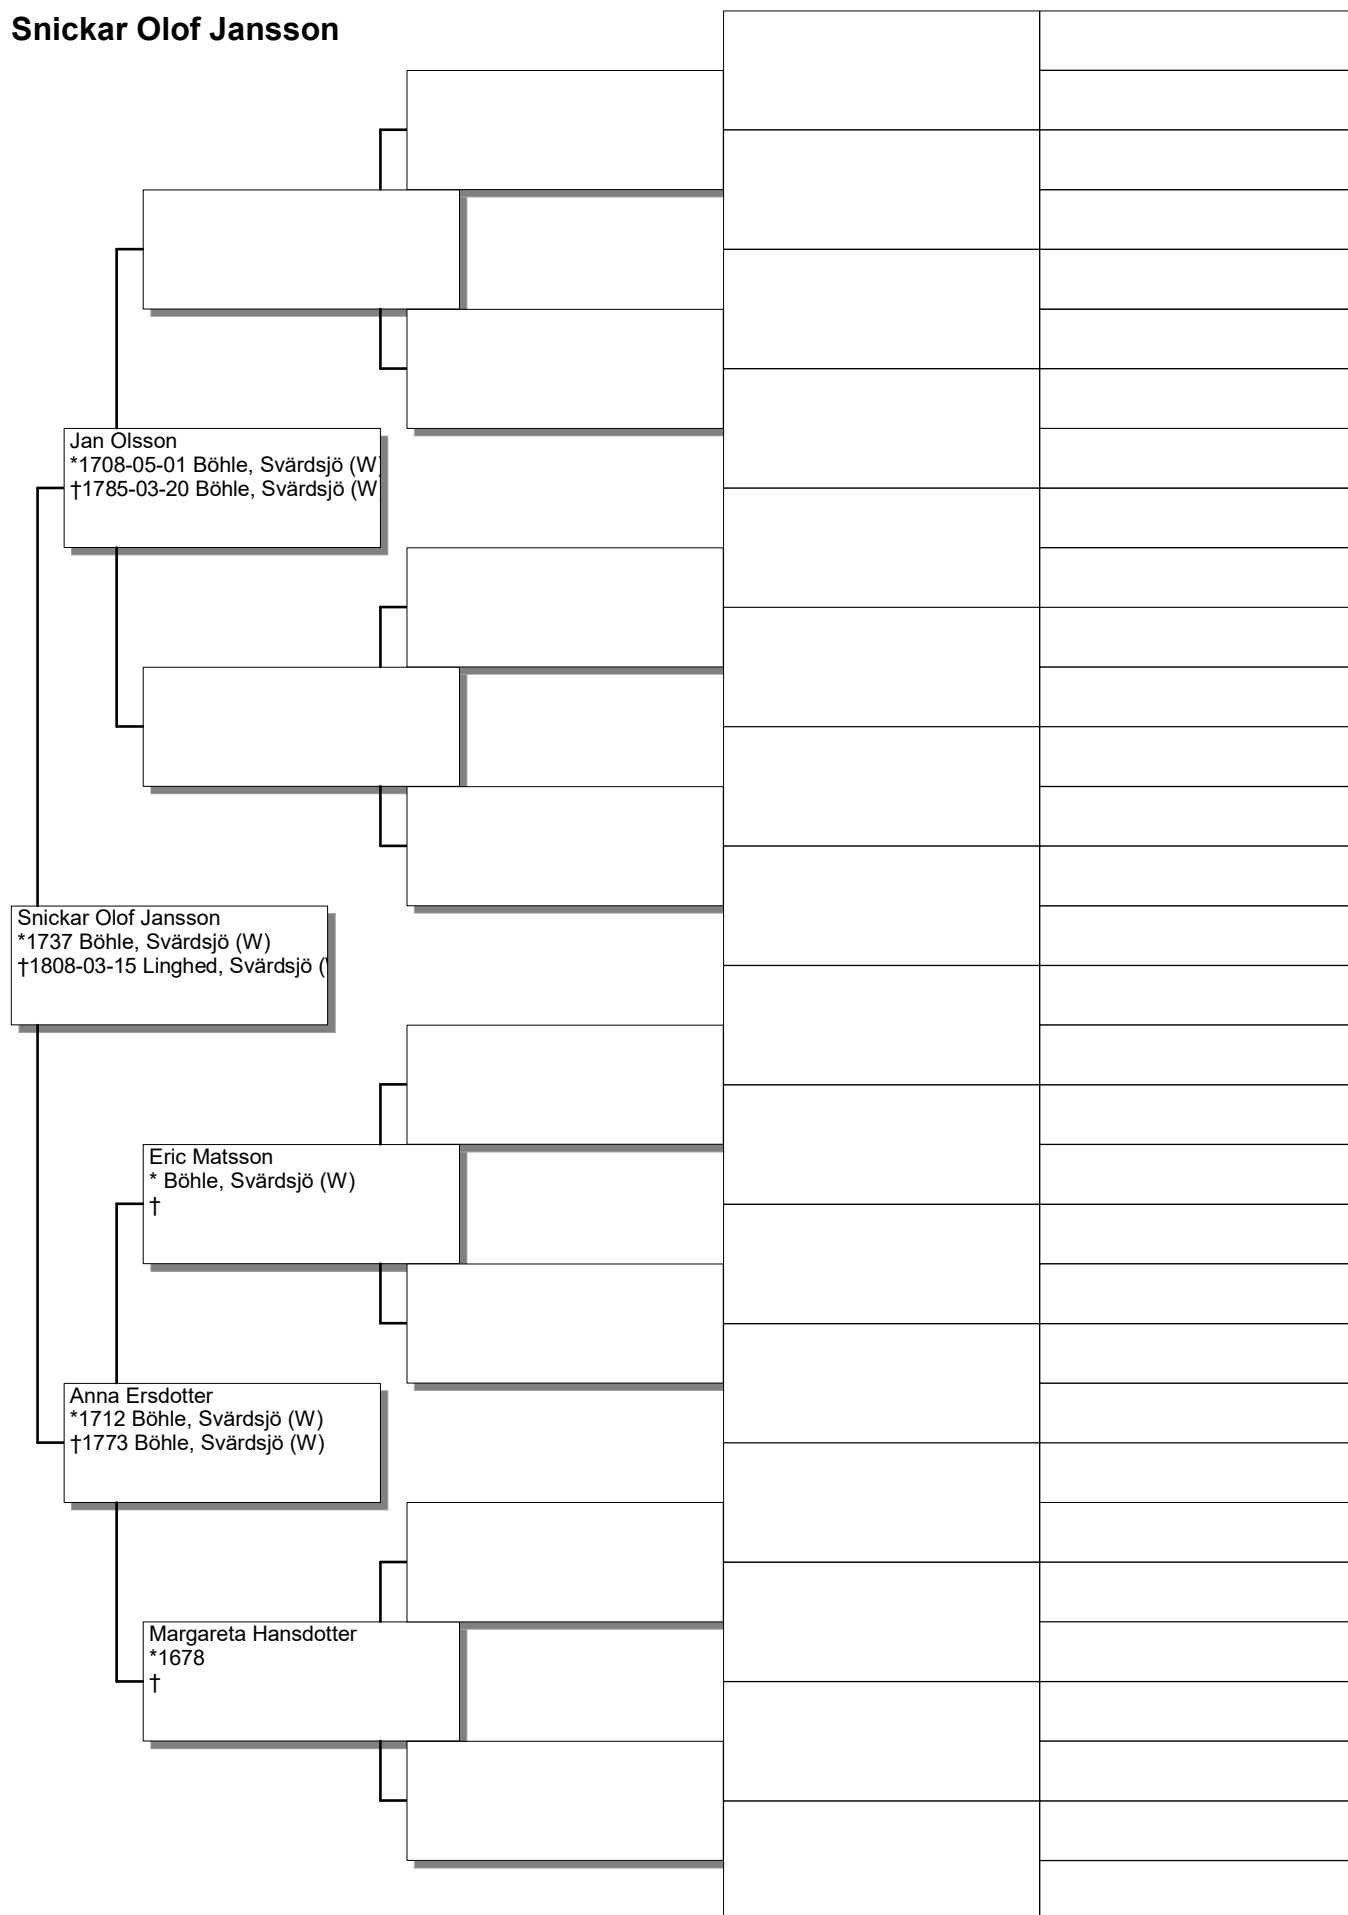 Snickar Olof Jansson
Jan Olsson
*1708-05-01 Böhle, Svärdsjö (W)
†1785-03-20 Böhle, Svärdsjö (W
Snickar Olof Jansson
*1737 Böhle, Svärdsjö (W)
†1808-03-15 Linghed, Svärdsjö (
Eric Matsson
* Böhle, Svärdsjö (W)
†
Anna Ersdotter
*1712 Böhle, Svärdsjö (W)
†1773 Böhle, Svärdsjö (W)
Margareta Hansdotter
*1678
†